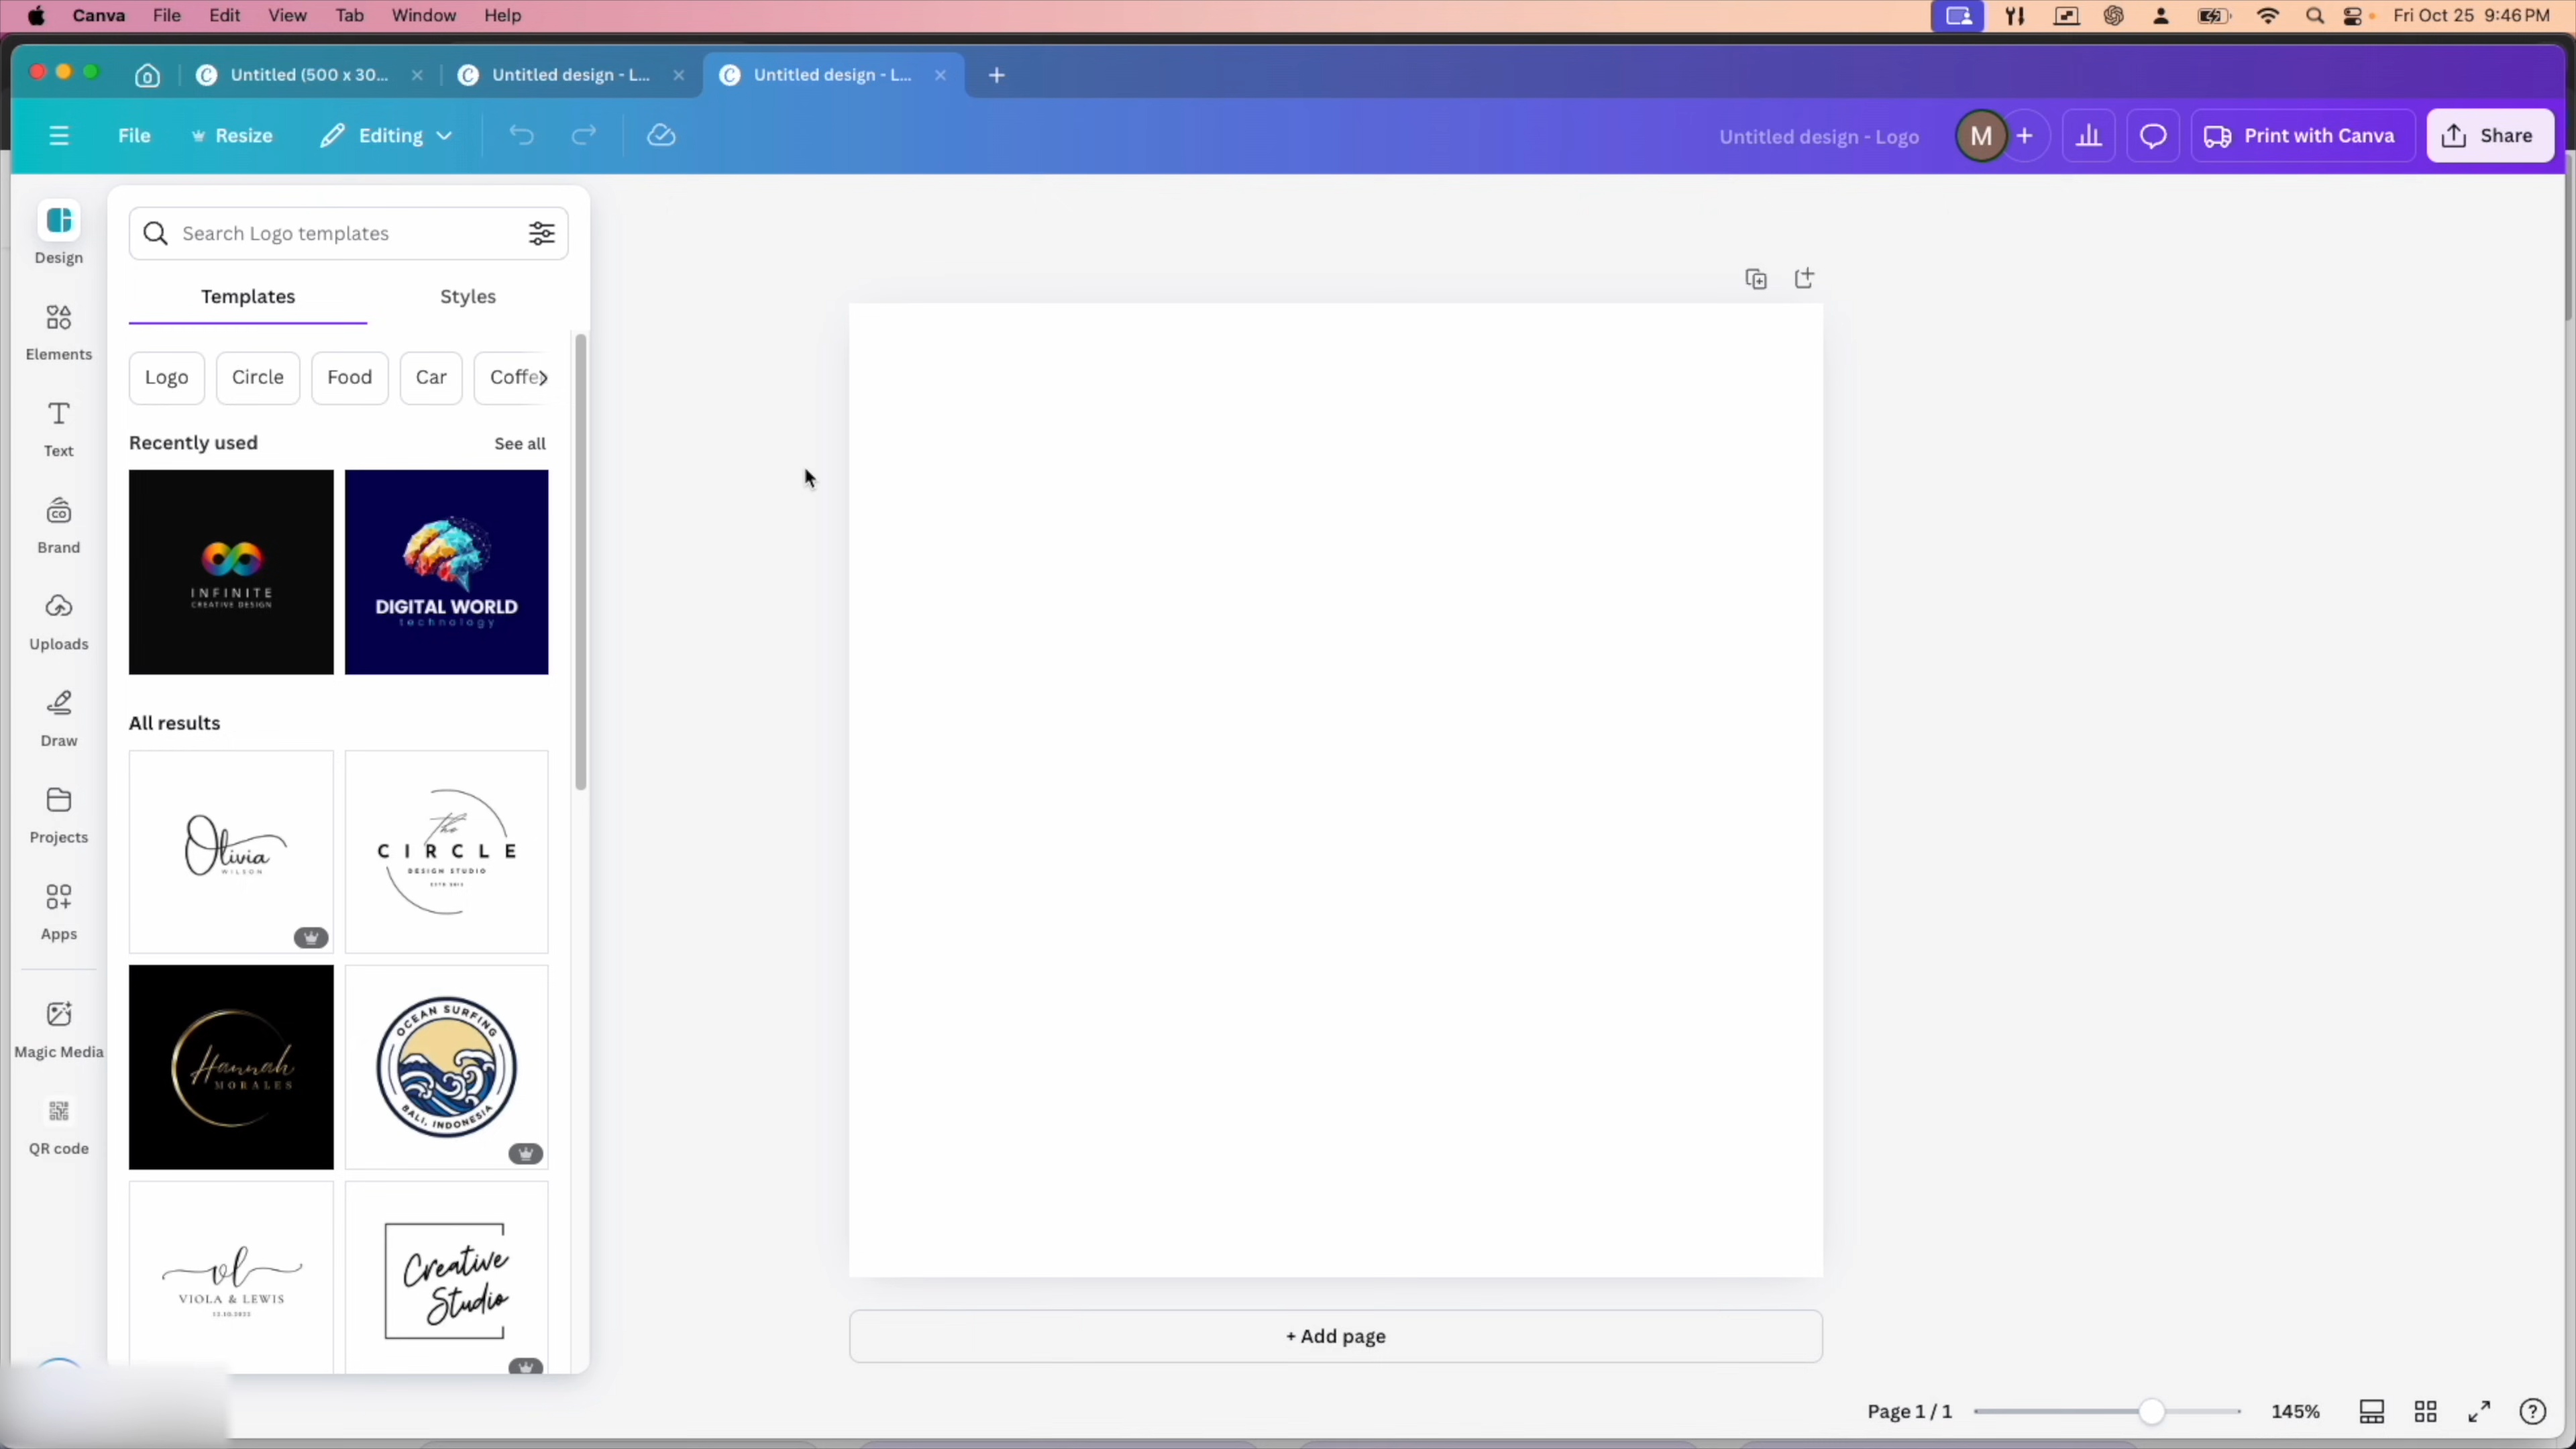 Canva File Edit View Tab Window Help Fri Oct 25 9:46 PM
Untitled (500 x 30... Untitled design - L... Untitled design - L...
File Resize Editing Untitled design - Logo M Print with Canva Share
Design
Elements
Text
Brand
Uploads
Draw
Projects
Apps
Magic Media
QR code
Search Logo templates
Templates Styles
Logo Circle Food Car Coffe
Recently used See all
INFINITE
CREATIVE DESIGN
DIGITAL WORLD
technology
All results
Olivia
WILSON
the
CIRCLE
DESIGN STUDIO
Hannah
MORALES
OCEAN SURFING
BALI, INDONESIA
vl
VIOLA & LEWIS
Creative
Studio
+ Add page
Page 1 / 1 145%